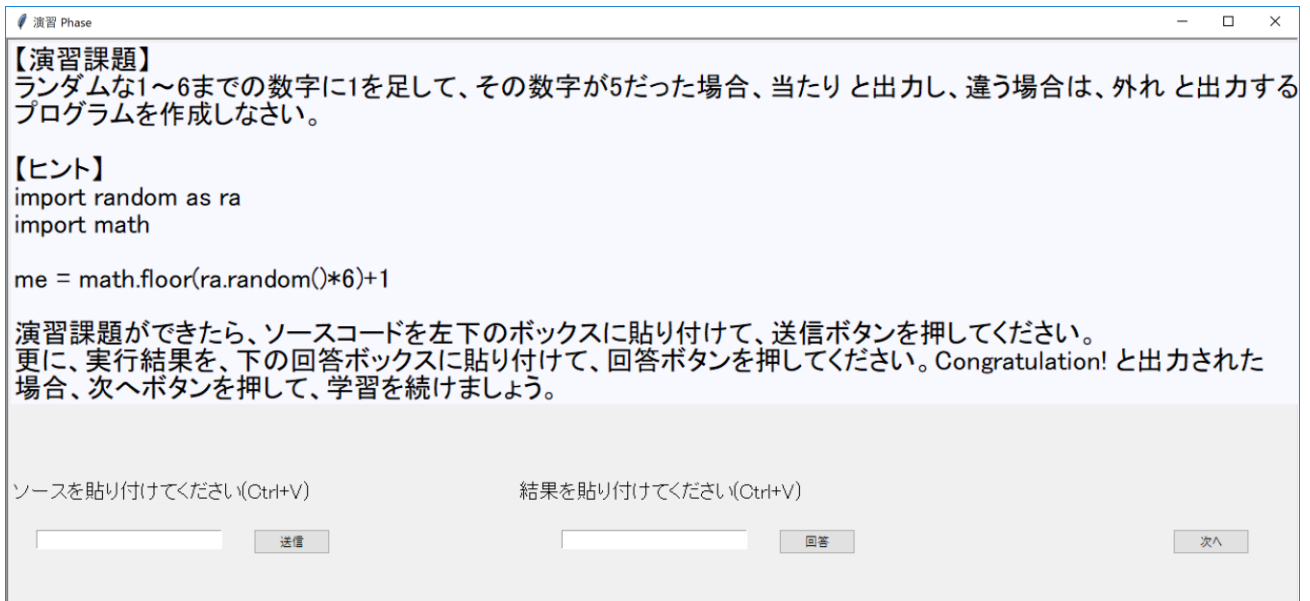 演習 Phase
【演習課題】
ランダムな1～6までの数字に1を足して、その数字が5だった場合、当たり と出力し、違う場合は、外れ と出力する
プログラムを作成しなさい。
【ヒント】
import random as ra
import math
me = math.floor(ra.random()*6)+1
演習課題ができたら、ソースコードを左下のボックスに貼り付けて、送信ボタンを押してください。
更に、実行結果を、下の回答ボックスに貼り付けて、回答ボタンを押してください。Congratulation! と出力された
場合、次へボタンを押して、学習を続けましょう。
ソースを貼り付けてください(Ctrl+V)
結果を貼り付けてください(Ctrl+V)
送信
回答
次へ